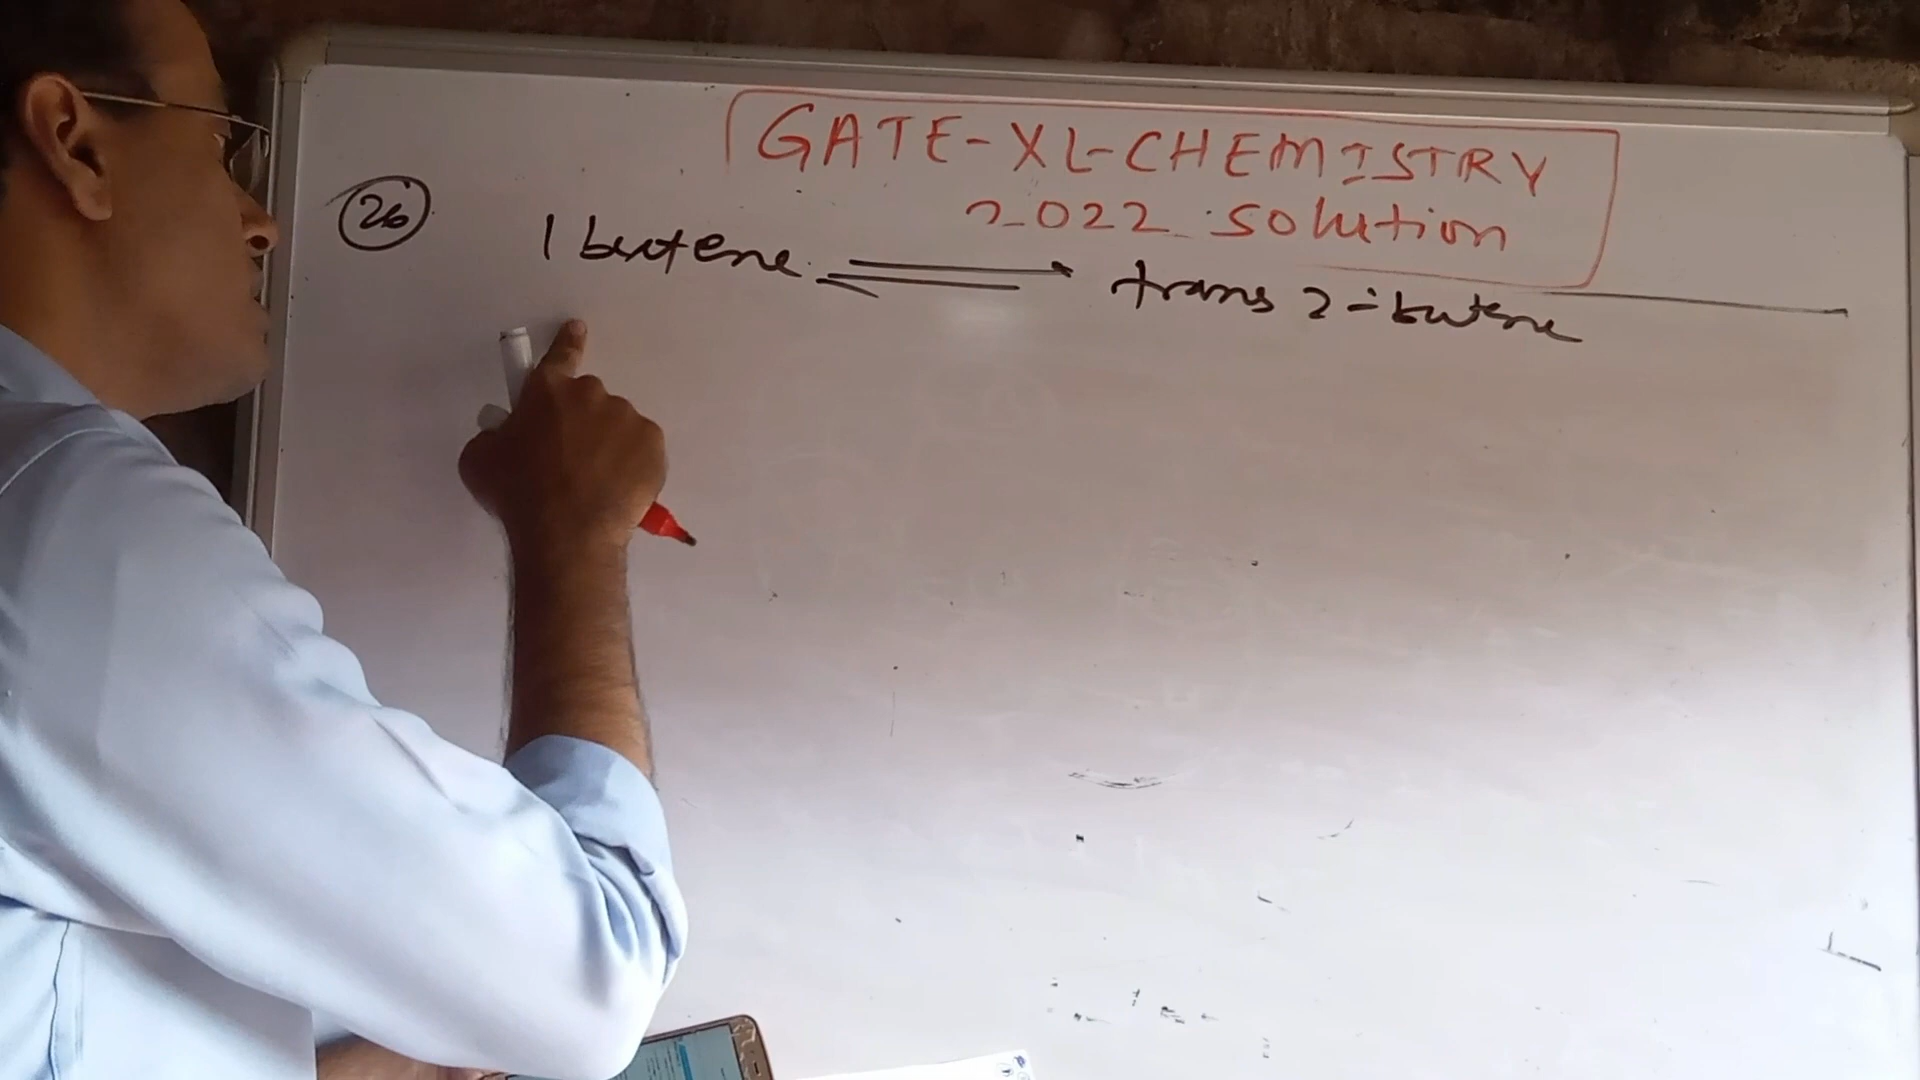 GATE-XL-CHEMISTRY
2022 solution
26
1 butene ⇌ trans 2-butene